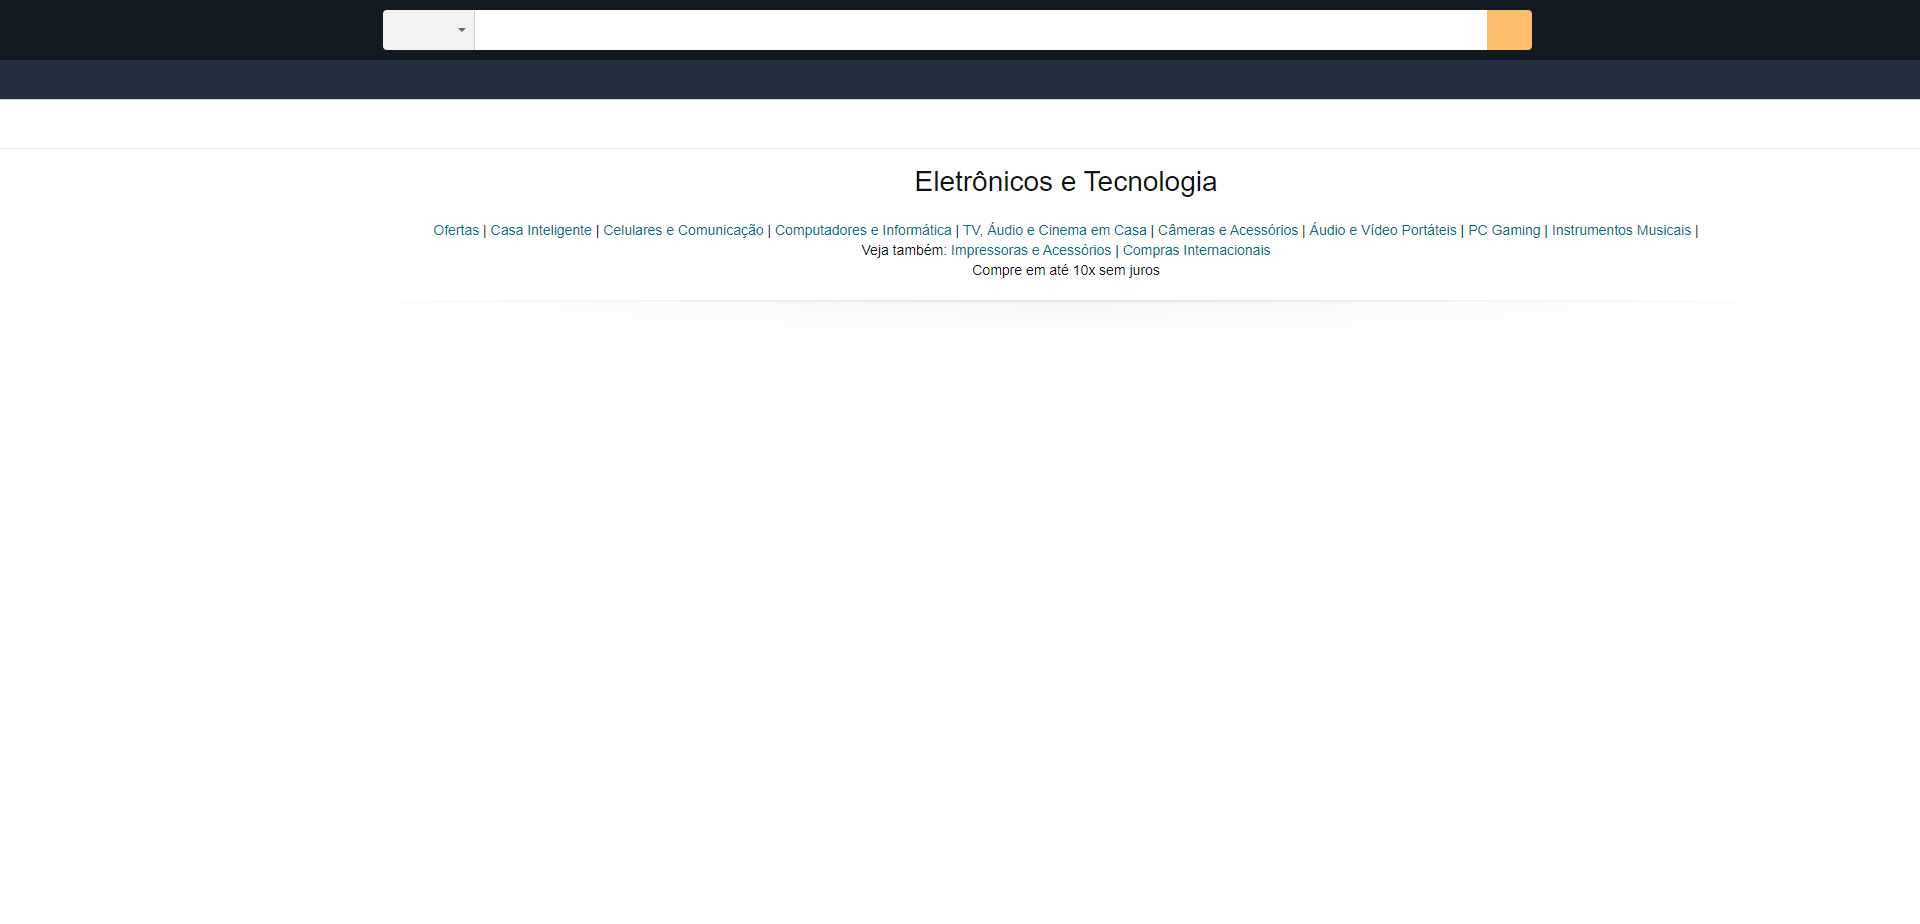 Eletrônicos e Tecnologia
Ofertas | Casa Inteligente | Celulares e Comunicação | Computadores e Informática | TV, Áudio e Cinema em Casa | Câmeras e Acessórios | Áudio e Vídeo Portáteis | PC Gaming | Instrumentos Musicais |
Veja também: Impressoras e Acessórios | Compras Internacionais
Compre em até 10x sem juros